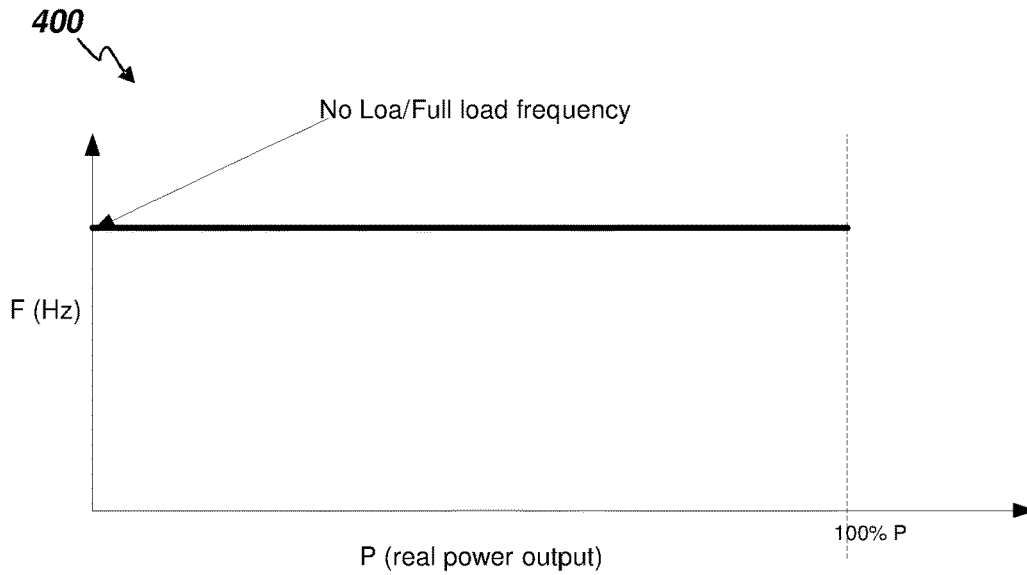 400
No Loa/Full load frequency
F (Hz)
100% P
P (real power output)